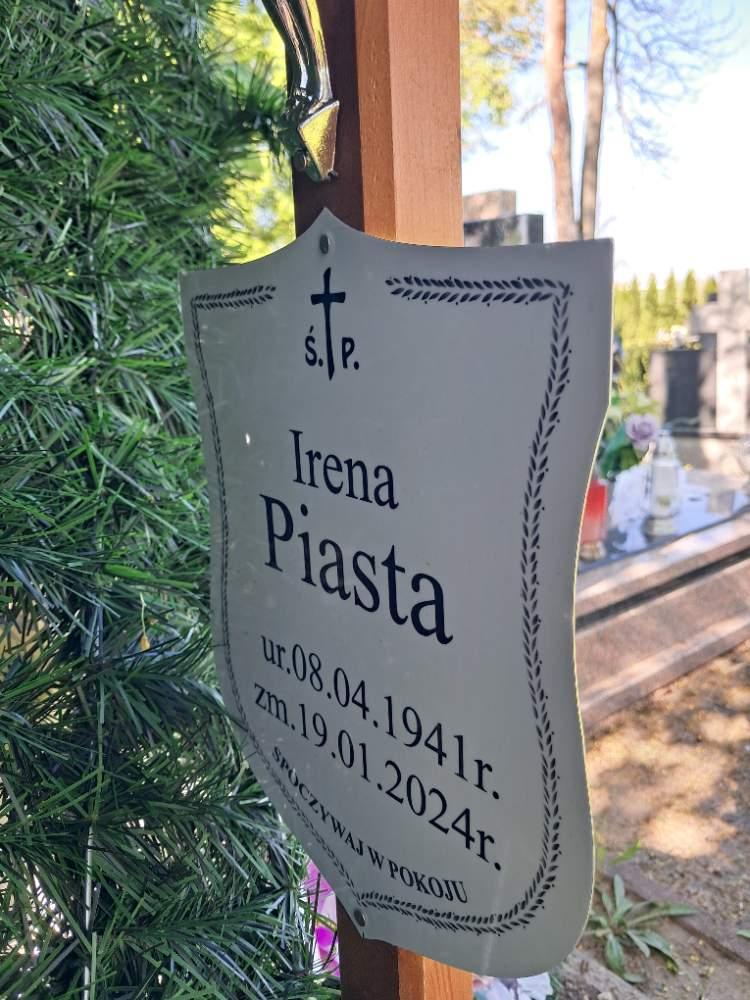 Ś. P.
Irena
Piasta
ur.08.04.1941r.
zm.19.01.2024r.
SPOCZYWAJ W POKOJU